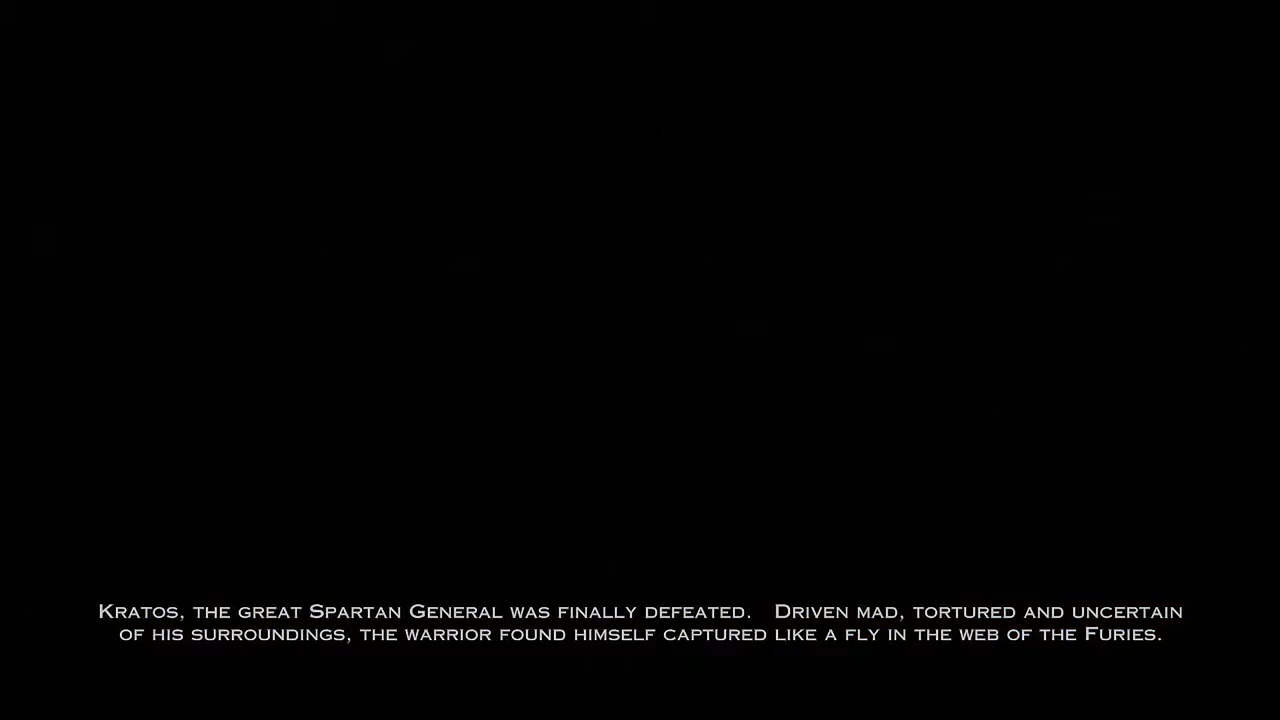 Kratos, the great Spartan General was finally defeated.   Driven mad, tortured and uncertain
of his surroundings, the warrior found himself captured like a fly in the web of the Furies.